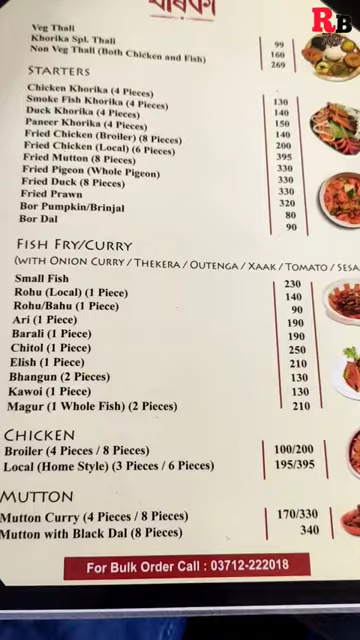 খৰিকা
RB
Veg Thali 99
Khorika Spl. Thali 160
Non Veg Thali (Both Chicken and Fish) 269
STARTERS
Chicken Khorika (4 Pieces) 130
Smoke Fish Khorika (4 Pieces) 140
Duck Khorika (4 Pieces) 150
Paneer Khorika (4 Pieces) 140
Fried Chicken (Broiler) (8 Pieces) 200
Fried Chicken (Local) (6 Pieces) 395
Fried Mutton (8 Pieces) 330
Fried Pigeon (Whole Pigeon) 330
Fried Duck (8 Pieces) 330
Fried Prawn 320
Bor Pumpkin/Brinjal 80
Bor Dal 90
FISH FRY/CURRY
(WITH ONION CURRY / THEKERA / OUTENGA / XAAK / TOMATO / SESA
Small Fish 230
Rohu (Local) (1 Piece) 140
Rohu/Bahu (1 Piece) 90
Ari (1 Piece) 190
Barali (1 Piece) 190
Chitol (1 Piece) 250
Elish (1 Piece) 210
Bhangun (2 Pieces) 130
Kawoi (1 Piece) 130
Magur (1 Whole Fish) (2 Pieces) 210
CHICKEN
Broiler (4 Pieces / 8 Pieces) 100/200
Local (Home Style) (3 Pieces / 6 Pieces) 195/395
MUTTON
Mutton Curry (4 Pieces / 8 Pieces) 170/330
Mutton with Black Dal (8 Pieces) 340
For Bulk Order Call : 03712-222018